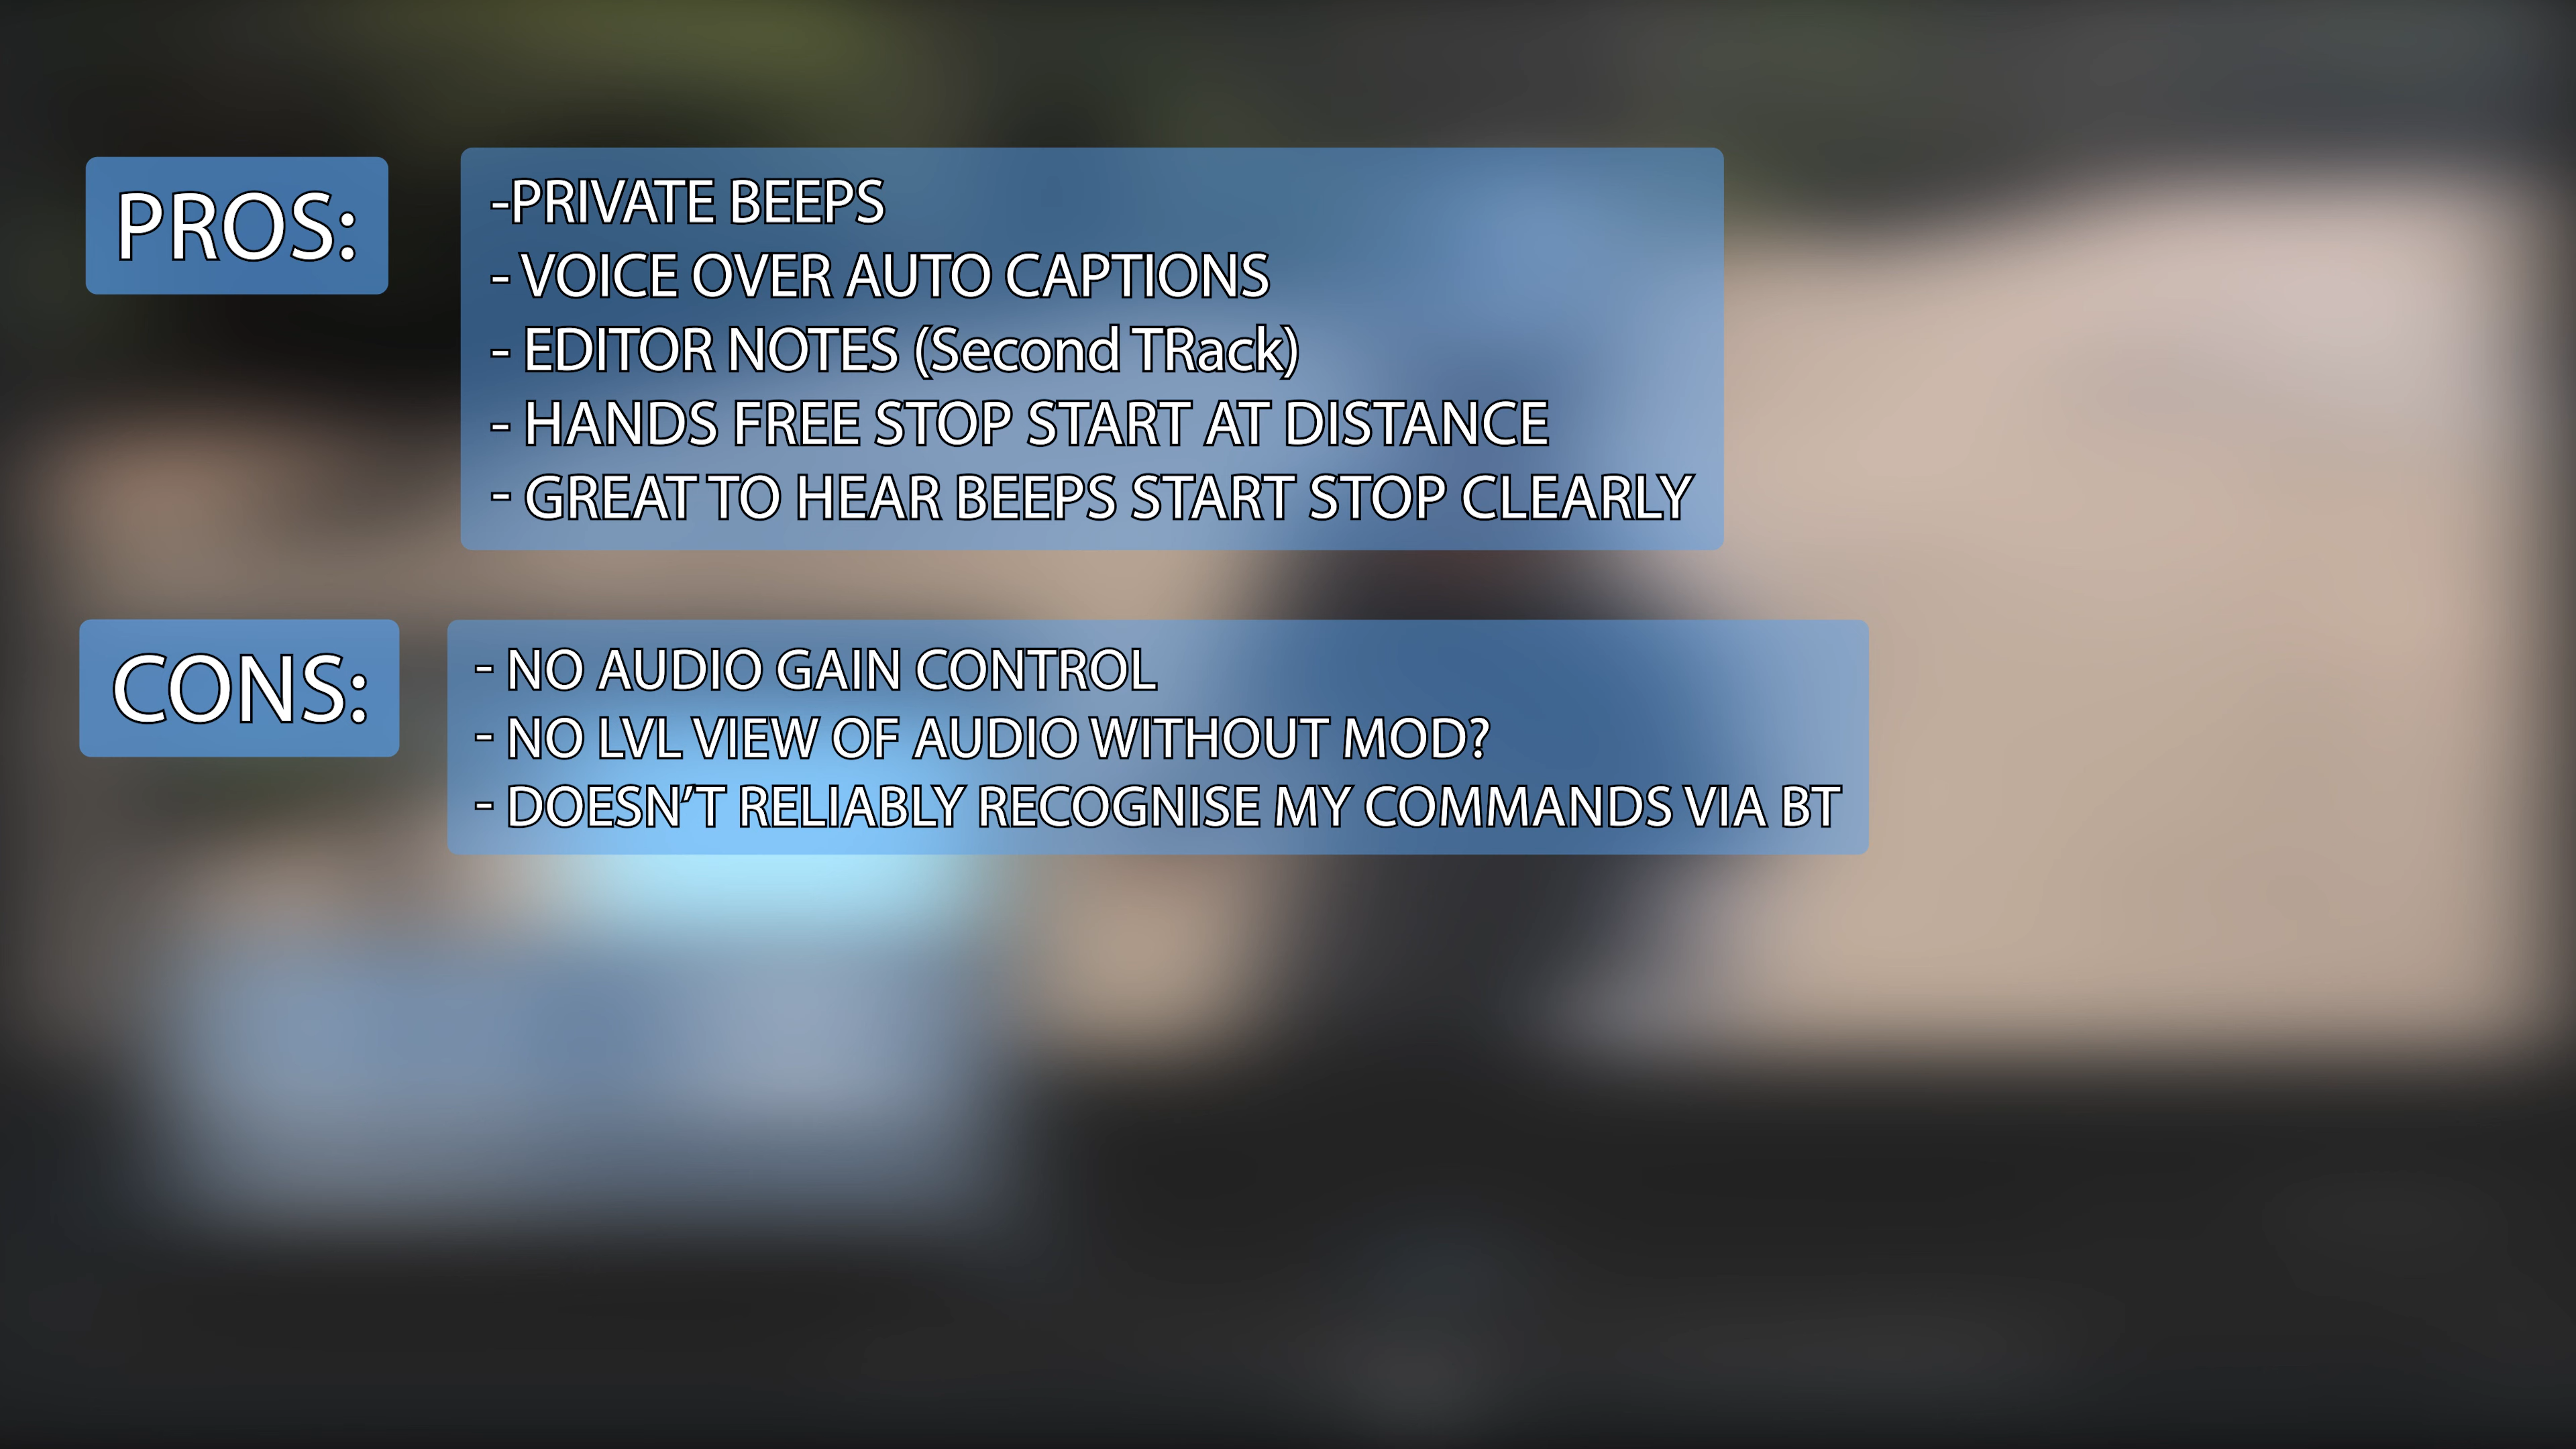 PROS:
-PRIVATE BEEPS
- VOICE OVER AUTO CAPTIONS
- EDITOR NOTES (Second TRack)
- HANDS FREE STOP START AT DISTANCE
- GREAT TO HEAR BEEPS START STOP CLEARLY
CONS:
- NO AUDIO GAIN CONTROL
- NO LVL VIEW OF AUDIO WITHOUT MOD?
- DOESN’T RELIABLY RECOGNISE MY COMMANDS VIA BT